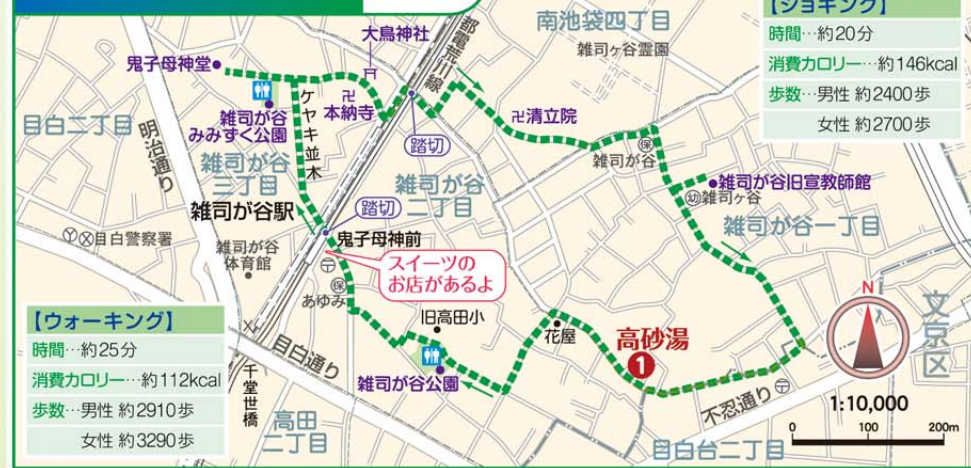 【ジョギング】
時間…約20分
消費カロリー…約146kcal
歩数…男性 約2400歩
女性 約2700歩
南池袋四丁目
雑司ヶ谷霊園
都電荒川線
大鳥神社
鬼子母神堂
本納寺
雑司が谷
みみずく公園
ケヤキ並木
目白二丁目
明治通り
雑司が谷
三丁目
踏切
清立院
保
雑司が谷
雑司が谷旧宣教師館
幼雑司ヶ谷
雑司が谷一丁目
雑司が谷
二丁目
雑司が谷駅
踏切
鬼子母神前
目白警察署
雑司が谷
体育館
スイーツの
お店があるよ
保
あゆみ
旧高田小
花屋
高砂湯
1
雑司が谷公園
目白通り
千登世橋
高田
二丁目
不忍通り
目白台二丁目
文京区
N
1:10,000
0 100 200m
【ウォーキング】
時間…約25分
消費カロリー…約112kcal
歩数…男性 約2910歩
女性 約3290歩